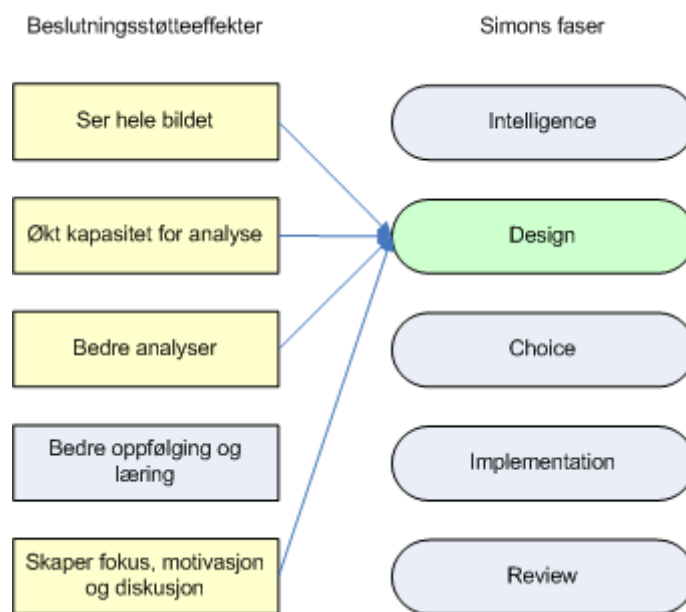 Beslutningsstøtteeffekter
Simons faser
Ser hele bildet
Intelligence
Økt kapasitet for analyse
Design
Bedre analyser
Choice
Bedre oppfølging og
læring
Implementation
Skaper fokus, motivasjon
og diskusjon
Review